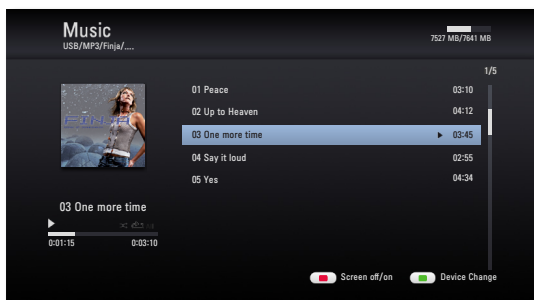 Music
USB/MP3/Finja/....
7527 MB/7641 MB
1/5
FINJA
01 Peace 03:10
02 Up to Heaven 04:12
03 One more time 03:45
04 Say it loud 02:55
05 Yes 04:34
03 One more time
0:01:15 0:03:10
Screen off/on Device Change